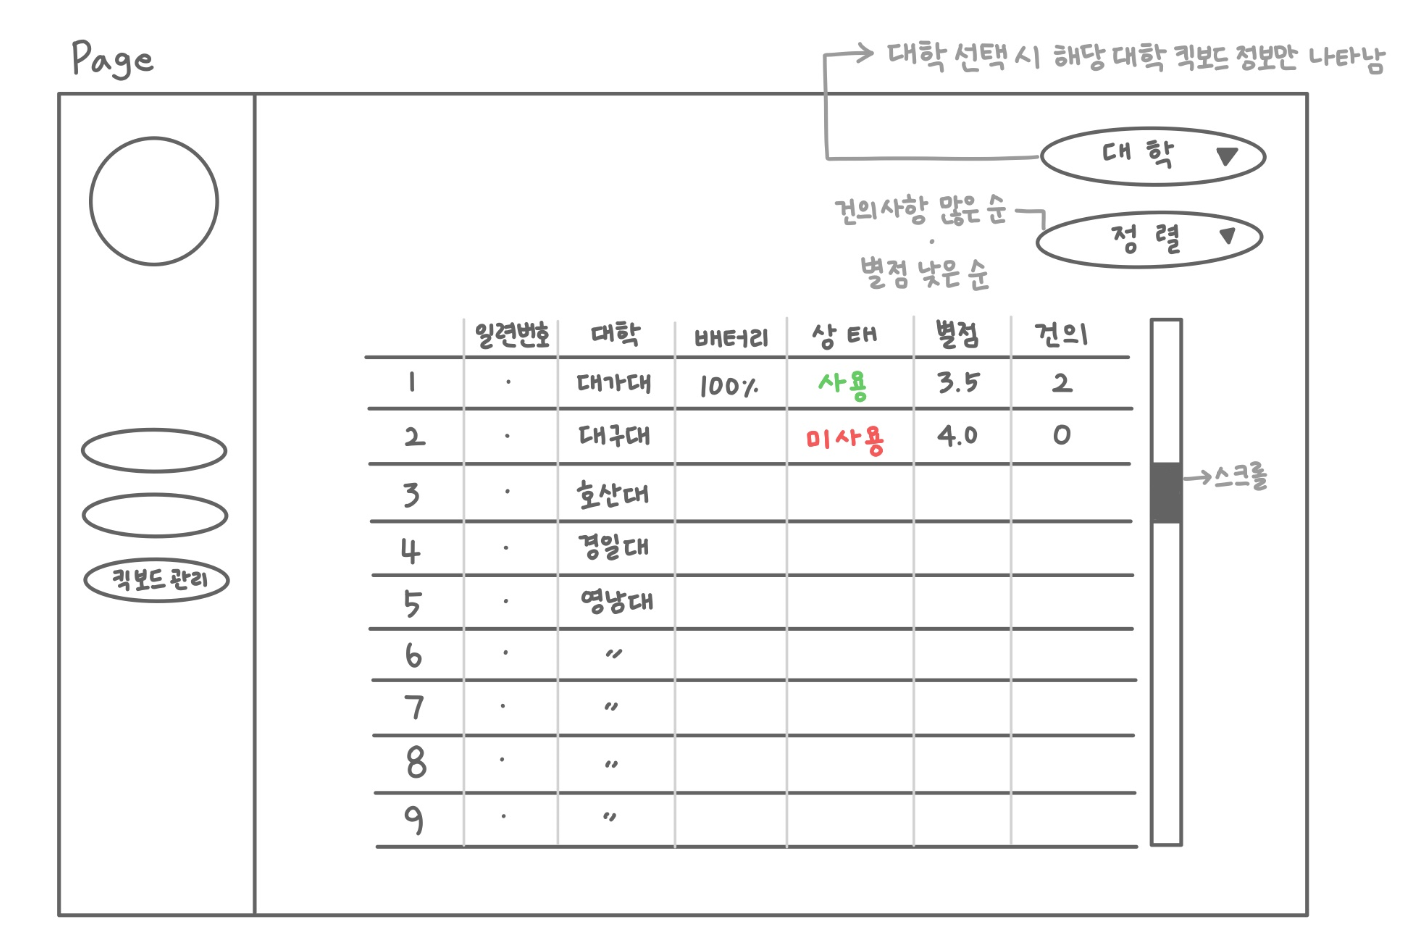 Page
대학 선택 시 해당 대학 킥보드 정보만 나타남
대 학 ▼
건의사항 많은 순
·
별점 낮은 순
정 렬 ▼
일련번호 대학 배터리 상 태 별점 건의
1 · 대가대 100% 사용 3.5 2
2 · 대구대 미사용 4.0 0
3 · 호산대
4 · 경일대
5 · 영남대
6 · 〃
7 · 〃
8 · 〃
9 · 〃
스크롤
킥보드 관리